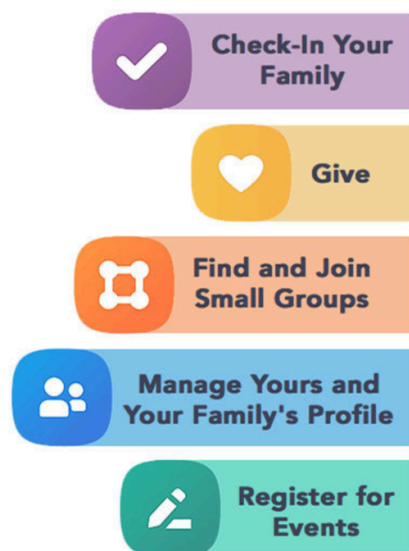 Check-In Your
Family
Give
Find and Join
Small Groups
Manage Yours and
Your Family's Profile
Register for
Events